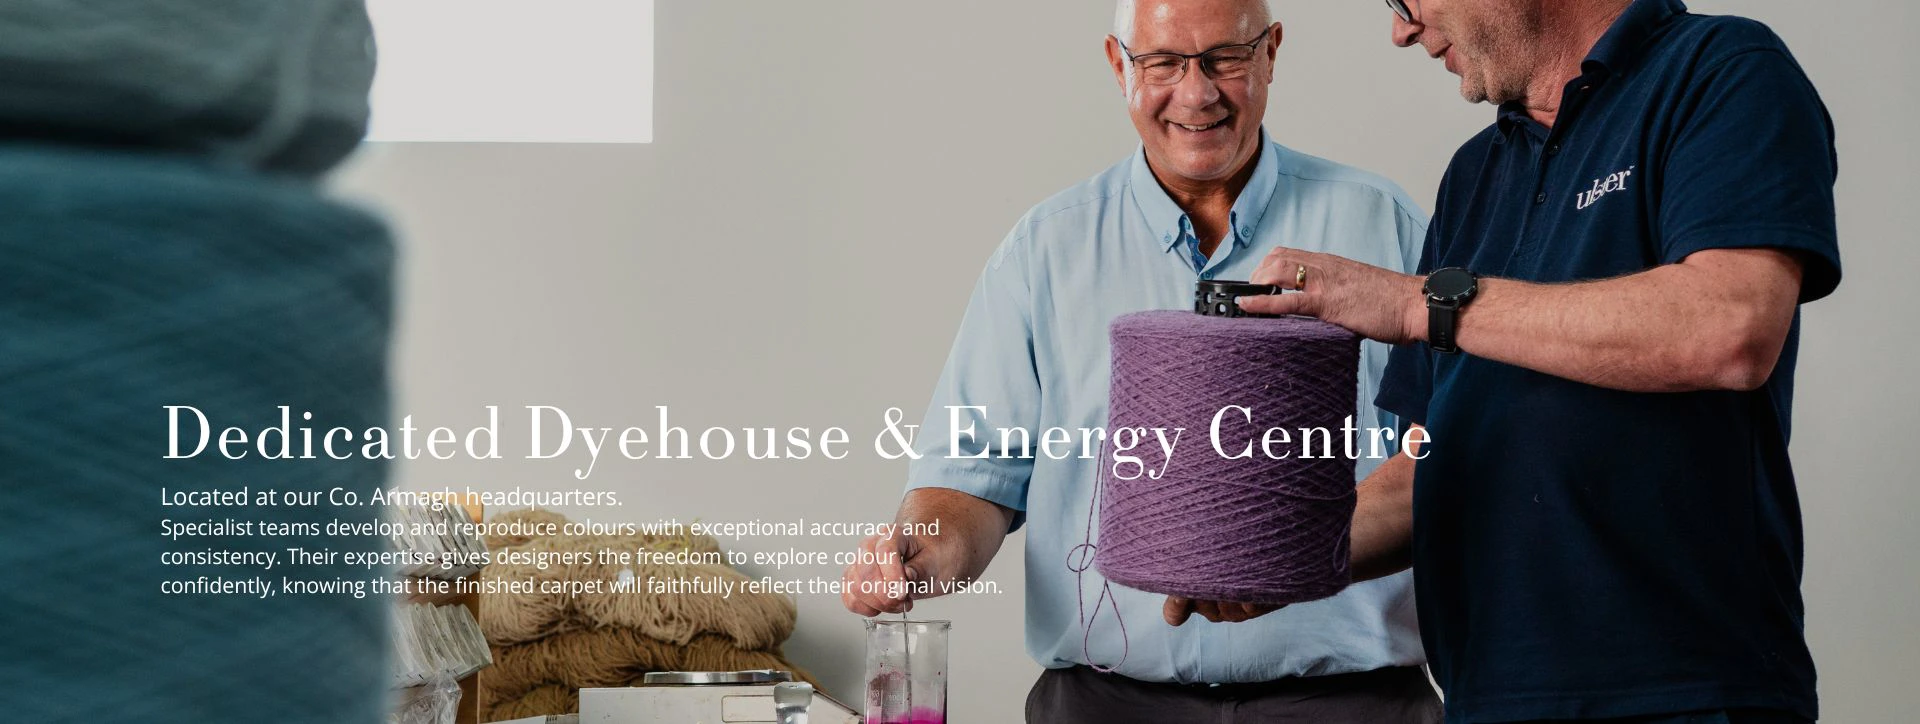 ulster
Dedicated Dyehouse & Energy Centre
Located at our Co. Armagh headquarters.
Specialist teams develop and reproduce colours with exceptional accuracy and
consistency. Their expertise gives designers the freedom to explore colour
confidently, knowing that the finished carpet will faithfully reflect their original vision.